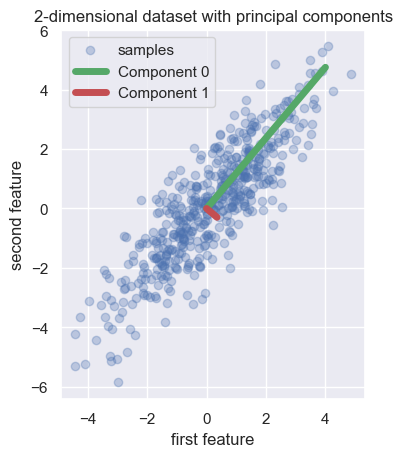 2-dimensional dataset with principal components
samples
Component 0
Component 1
6
4
2
0
−2
−4
−6
second feature
−4 −2 0 2 4
first feature